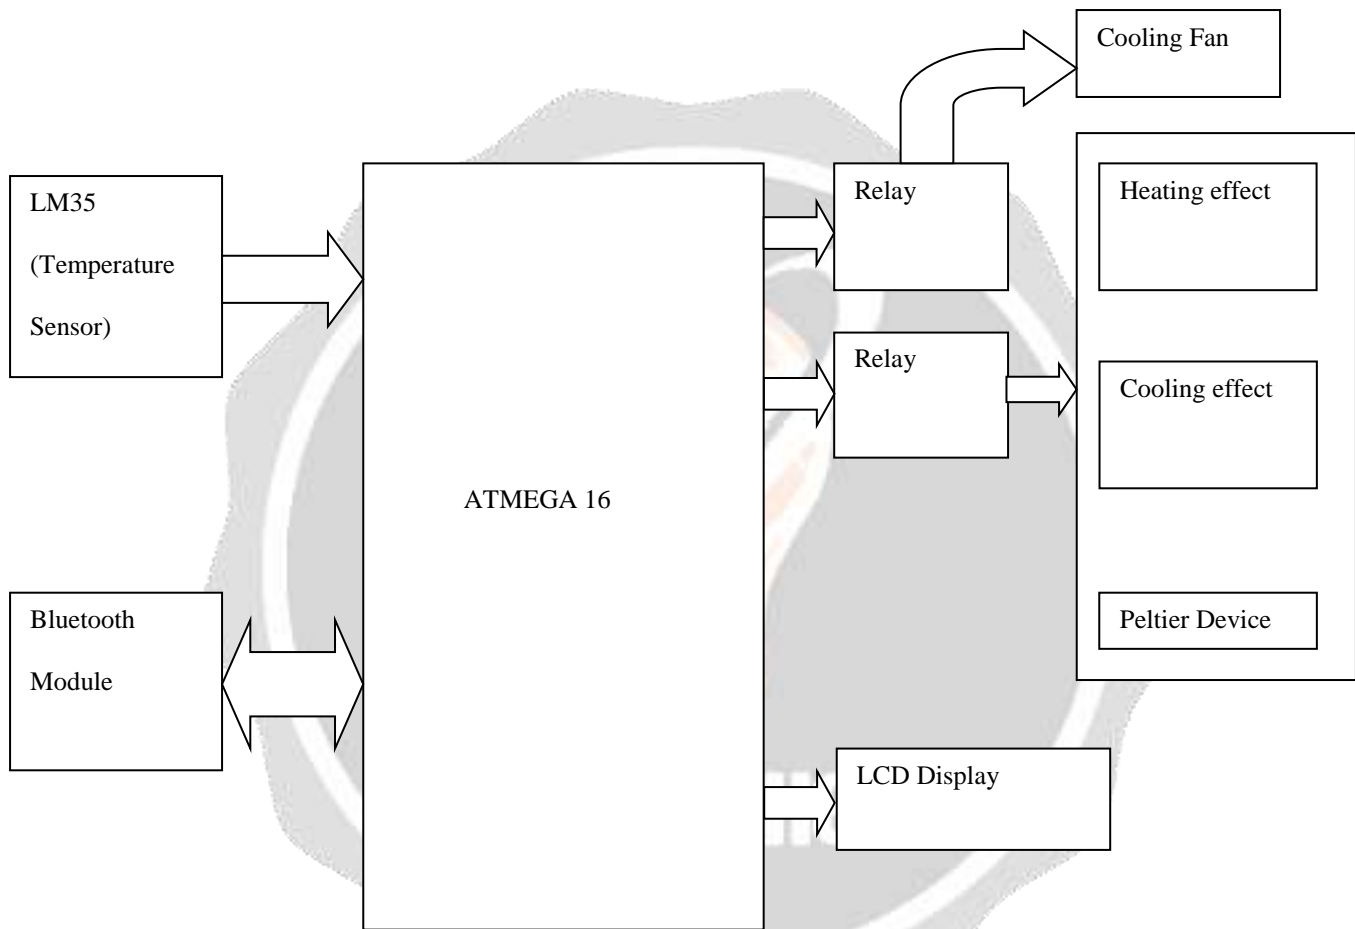 Cooling Fan
LM35
(Temperature
Sensor)
Relay
Heating effect
Relay
Cooling effect
ATMEGA 16
Bluetooth
Module
Peltier Device
LCD Display